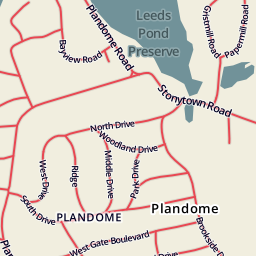 Leeds
Pond
Preserve
Gristmill Road
Papermill Road
Plandome Road
Bayview Road
Stonytown Road
North Drive
Woodland Drive
Middle Drive
Park Drive
West Drive
Ridge
South Drive
PLANDOME
Plandome
West Gate Boulevard
Brookside D
Pla